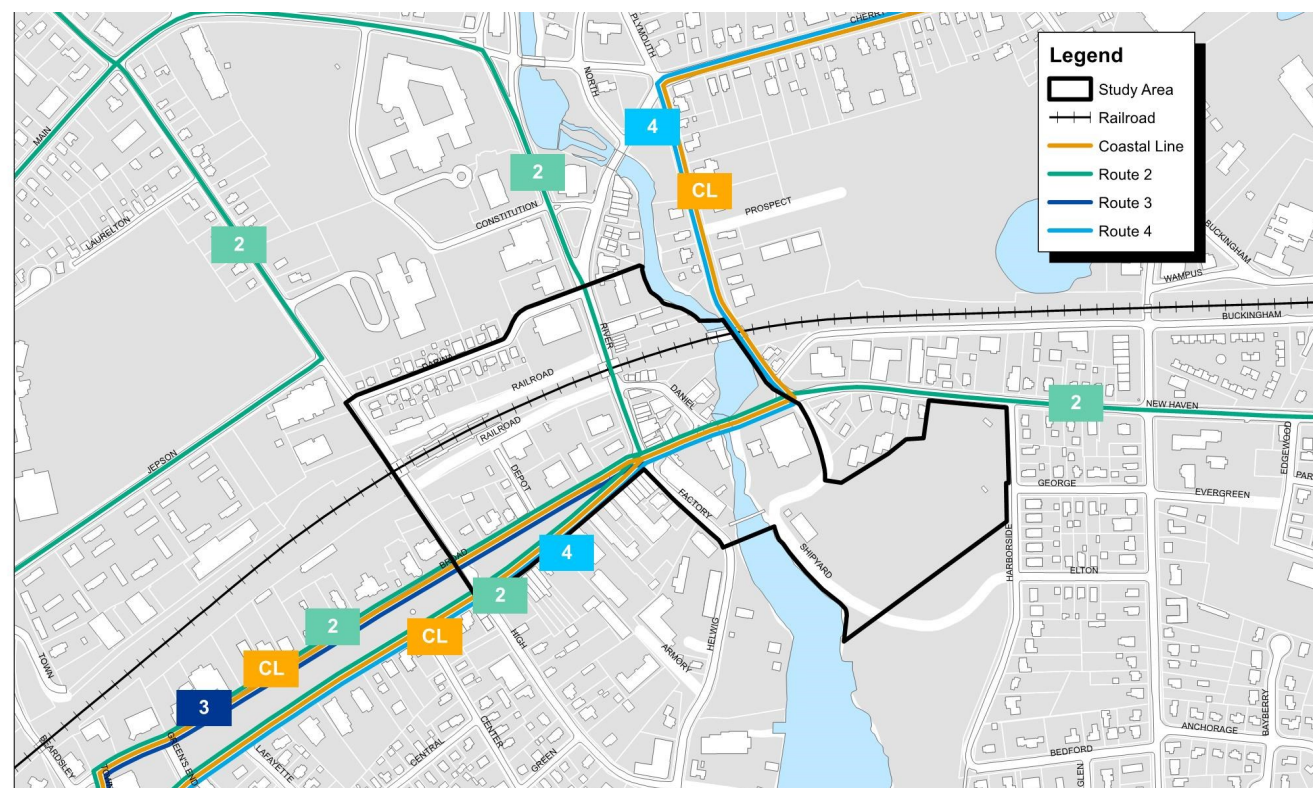 PLYMOUTH
CHERRY
NORTH
MAIN
4
2
CL
CONSTITUTION
PROSPECT
LAURELTON
2
Legend
Study Area
Railroad
Coastal Line
Route 2
Route 3
Route 4
BUCKINGHAM
WAMPUS
BUCKINGHAM
DARINA
RIVER
RAILROAD
RAILROAD
DANIEL
2
NEW HAVEN
JEPSON
DEPOT
FACTORY
GEORGE
EVERGREEN
EDGEWOOD
BROAD
4
SHIPYARD
HARBORSIDE
ELTON
2
2
CL
HIGH
HELWIG
ARMORY
CL
3
TOWN
BEARDSLEY
GREEN'S END
LAFAYETTE
CENTRAL
CENTER
GREEN
BEDFORD
GLEN
ANCHORAGE
BAYBERRY